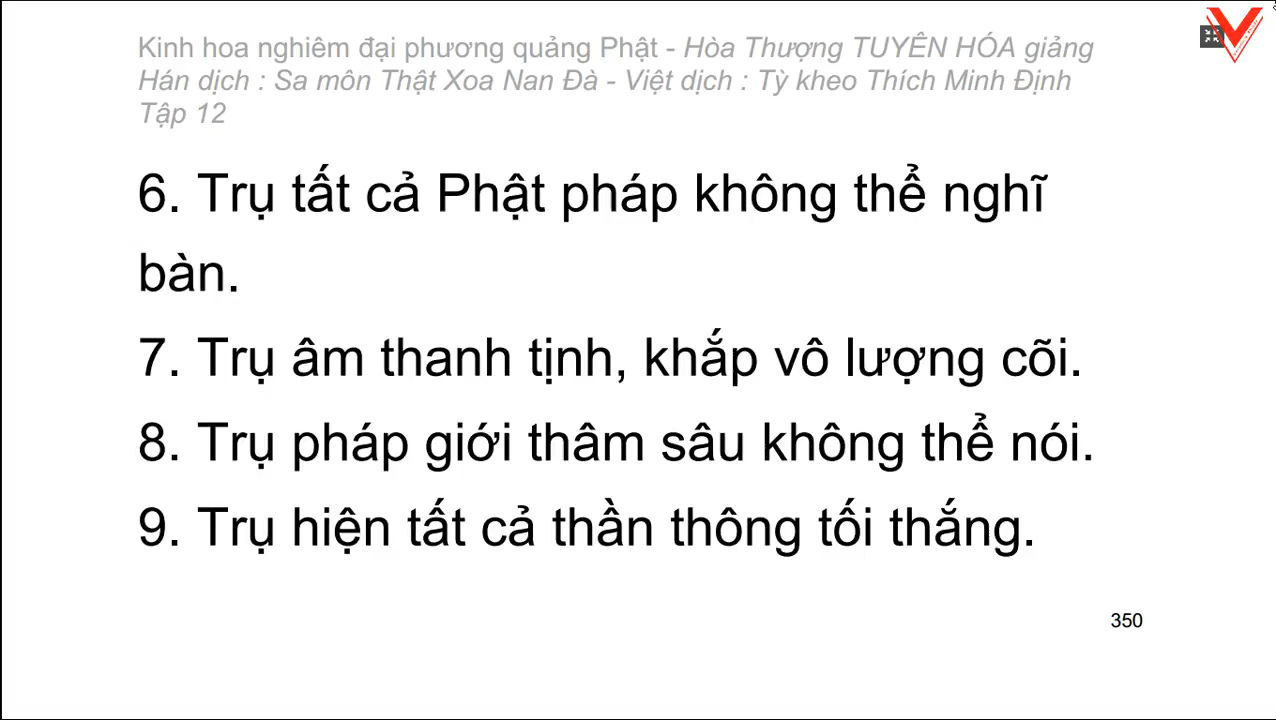 Kinh hoa nghiêm đại phương quảng Phật - Hòa Thượng TUYÊN HÓA giảng
Hán dịch : Sa môn Thật Xoa Nan Đà - Việt dịch : Tỳ kheo Thích Minh Định
Tập 12
6. Trụ tất cả Phật pháp không thể nghĩ
bàn.
7. Trụ âm thanh tịnh, khắp vô lượng cõi.
8. Trụ pháp giới thâm sâu không thể nói.
9. Trụ hiện tất cả thần thông tối thắng.
350